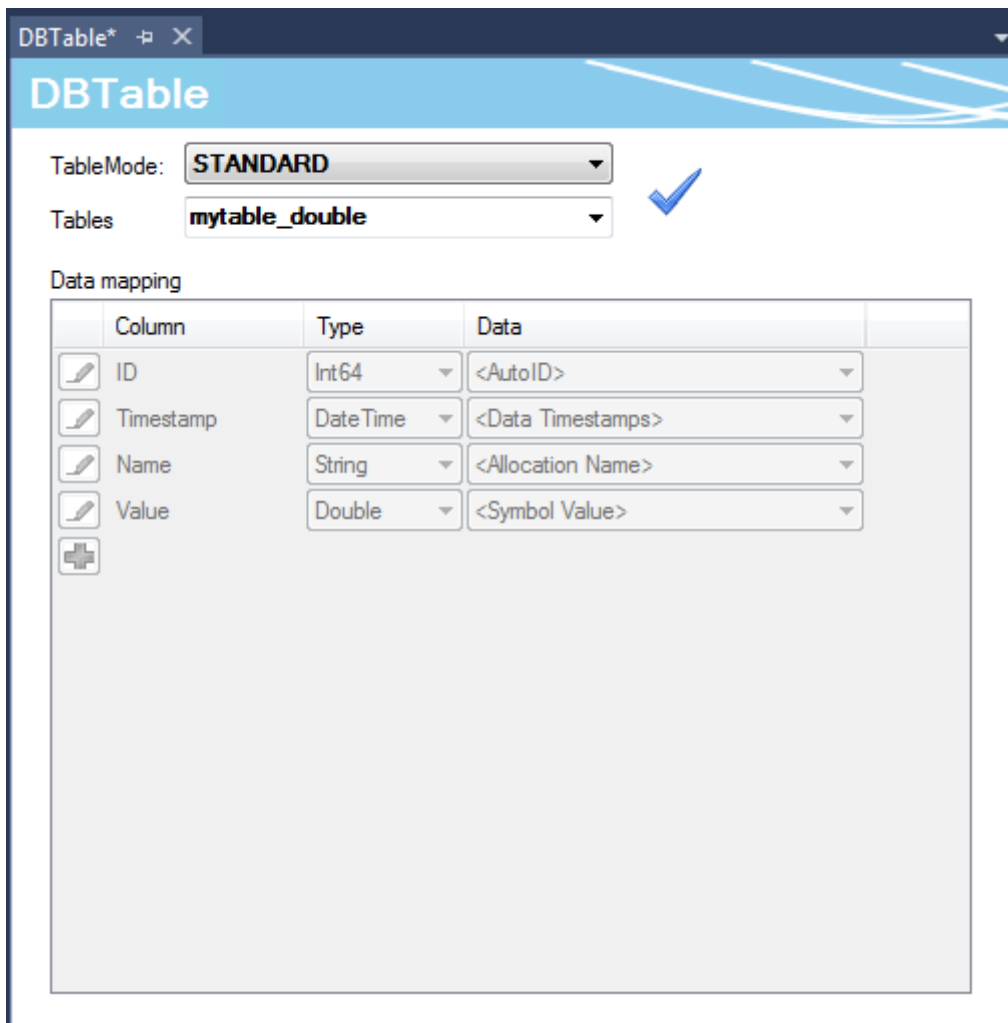 DBTable*
DBTable
TableMode: STANDARD
Tables mytable_double
Data mapping
Column Type Data
ID Int64 <AutoID>
Timestamp DateTime <Data Timestamps>
Name String <Allocation Name>
Value Double <Symbol Value>